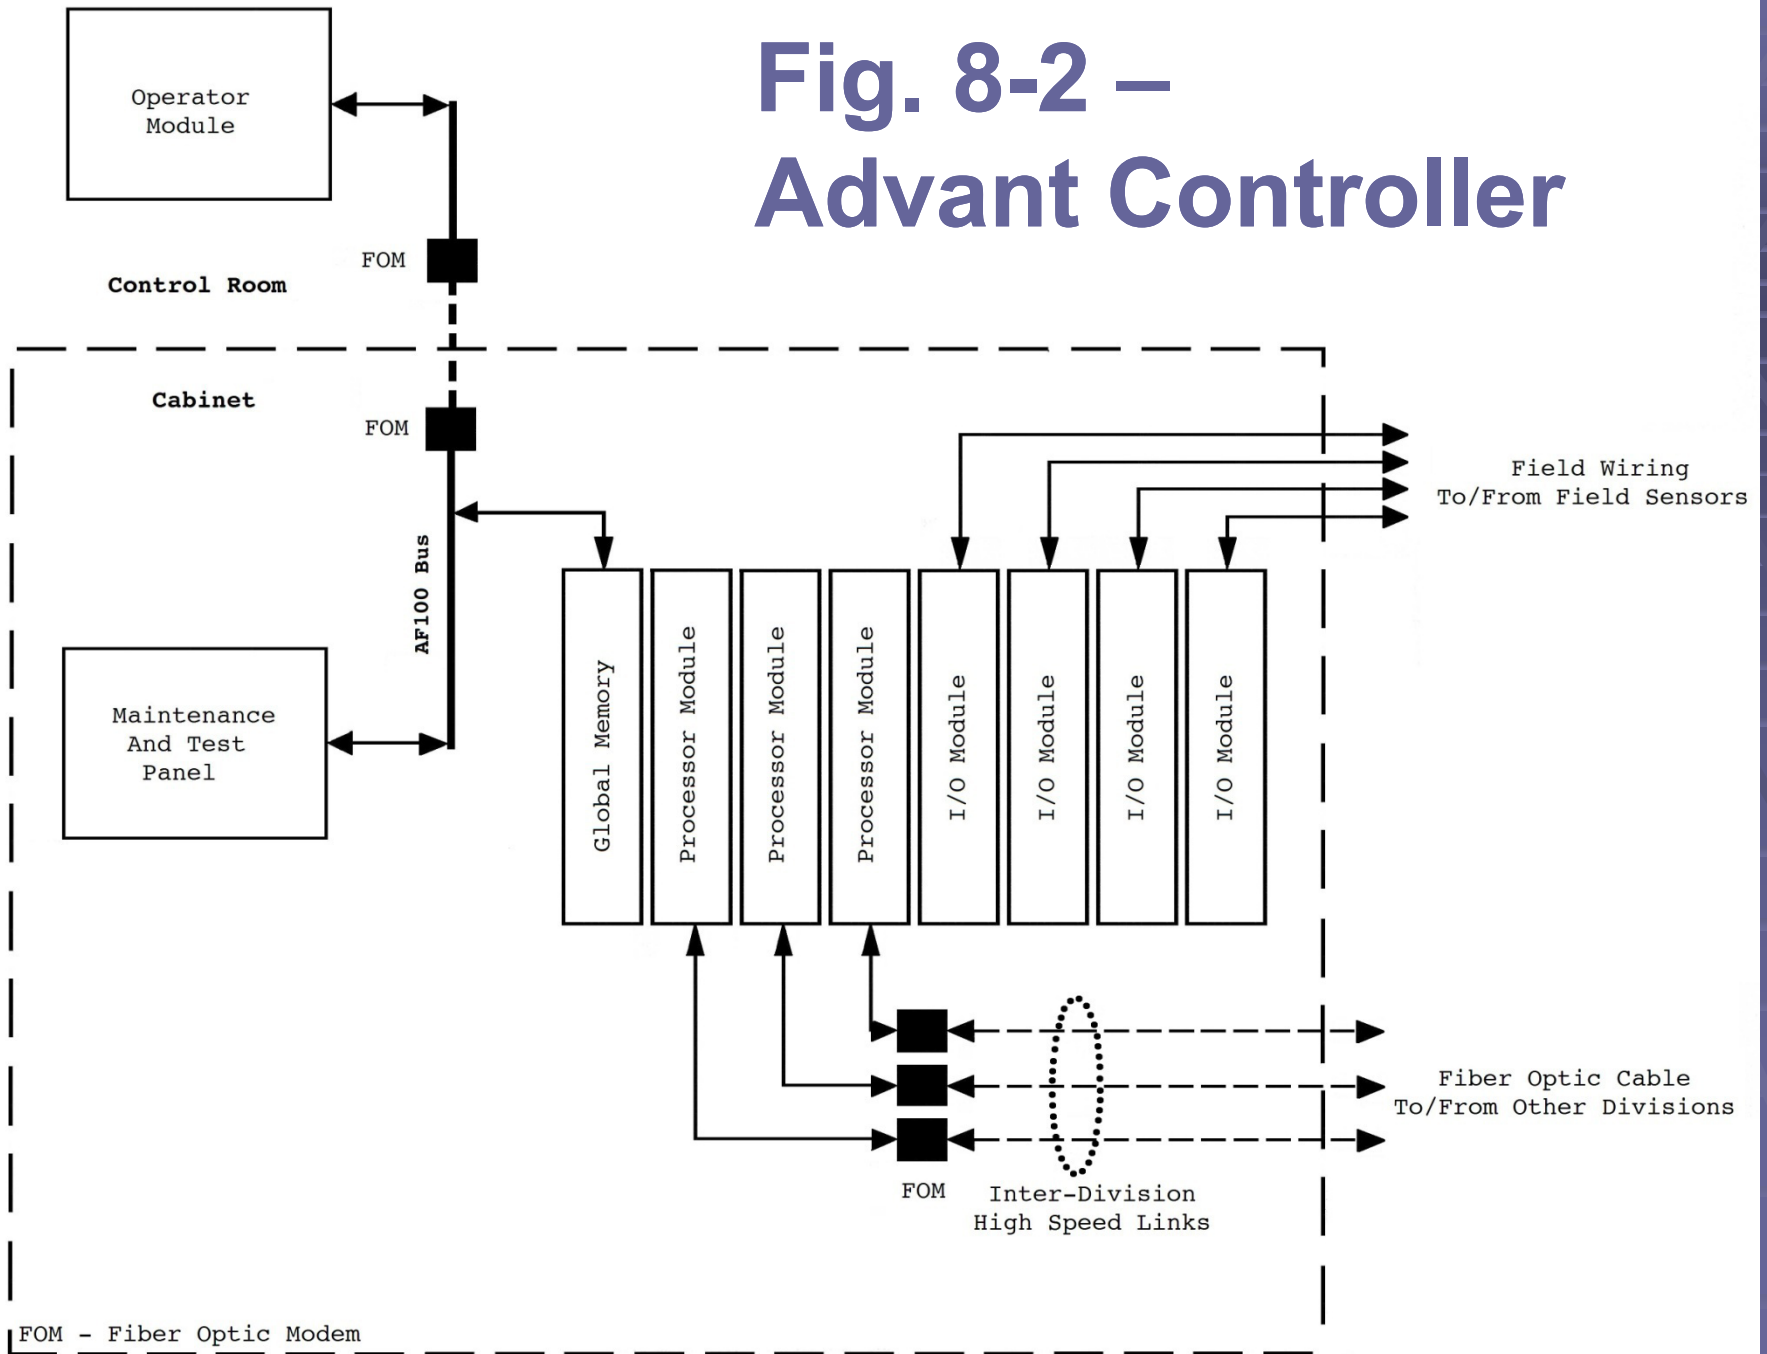 Fig. 8-2 –
Advant Controller
Operator
Module
FOM
Control Room
Cabinet
FOM
Field Wiring
To/From Field Sensors
AF100 Bus
Maintenance
And Test
Panel
Global Memory
Processor Module
Processor Module
Processor Module
I/O Module
I/O Module
I/O Module
I/O Module
Fiber Optic Cable
To/From Other Divisions
FOM
Inter-Division
High Speed Links
FOM - Fiber Optic Modem